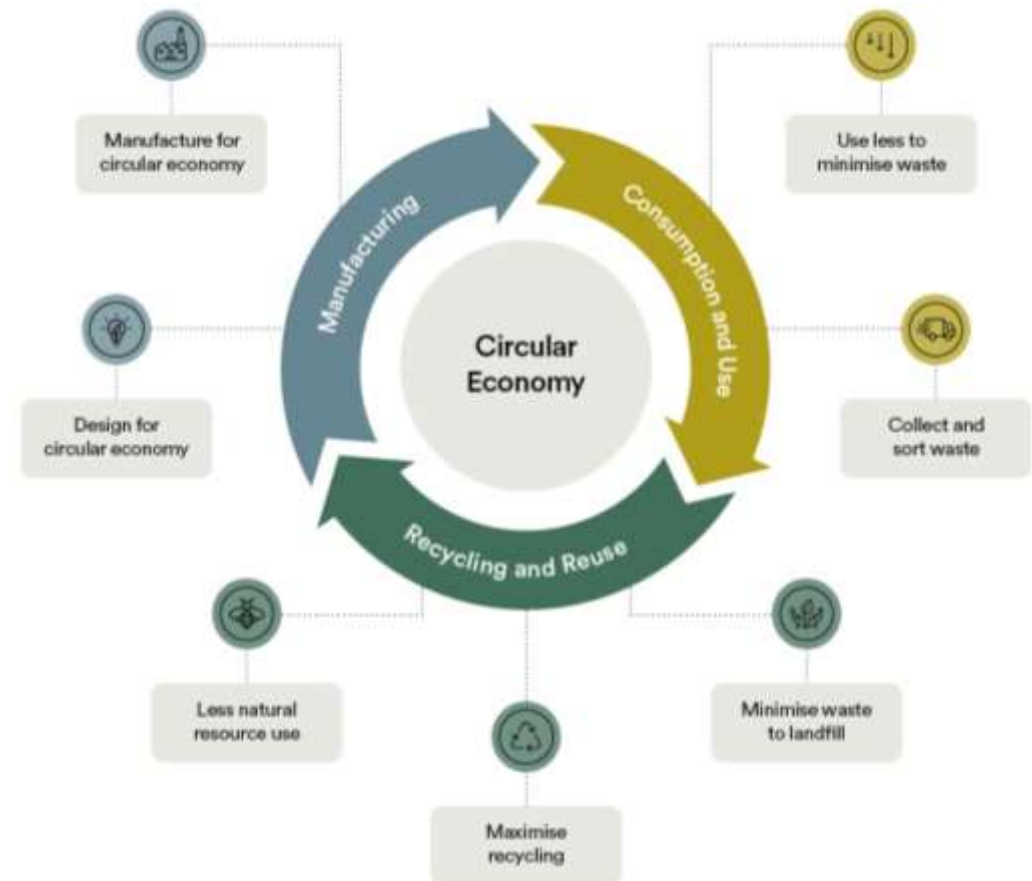 Manufacture for
circular economy
Use less to
minimise waste
Manufacturing
Consumption and Use
Circular
Economy
Design for
circular economy
Collect and
sort waste
Recycling and Reuse
Less natural
resource use
Minimise waste
to landfill
Maximise
recycling